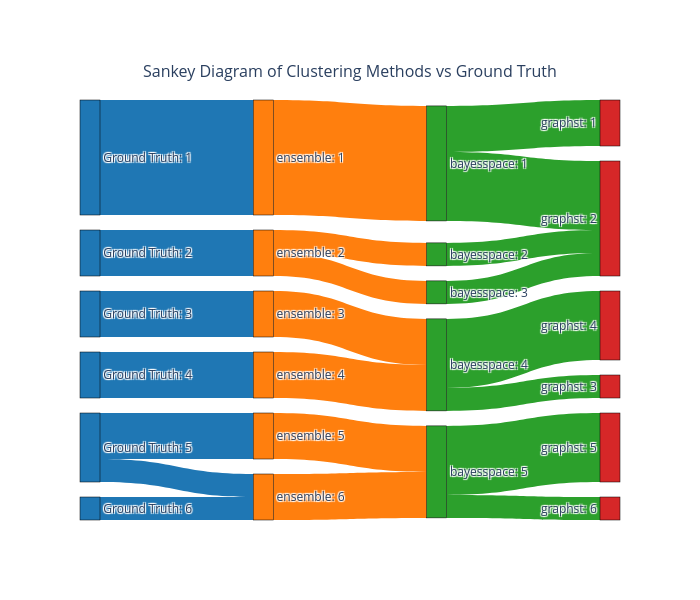 Sankey Diagram of Clustering Methods vs Ground Truth
Ground Truth: 1
Ground Truth: 2
Ground Truth: 3
Ground Truth: 4
Ground Truth: 5
Ground Truth: 6
ensemble: 1
ensemble: 2
ensemble: 3
ensemble: 4
ensemble: 5
ensemble: 6
bayesspace: 1
bayesspace: 2
bayesspace: 3
bayesspace: 4
bayesspace: 5
graphst: 1
graphst: 2
graphst: 4
graphst: 3
graphst: 5
graphst: 6